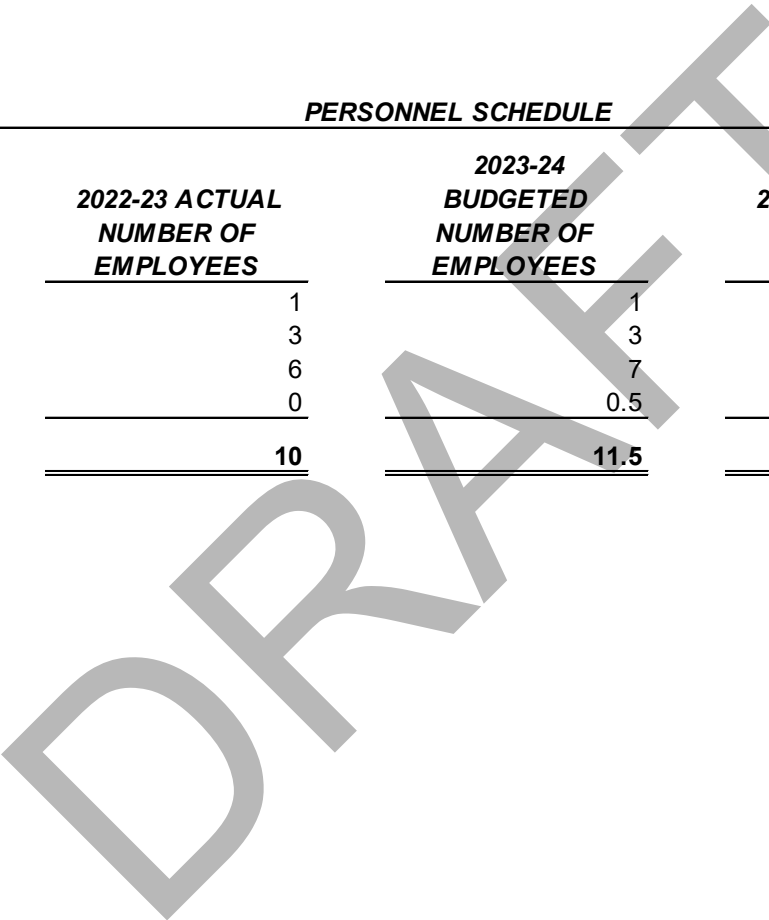 PERSONNEL SCHEDULE
2023-24
2022-23 ACTUAL BUDGETED 2
NUMBER OF NUMBER OF
EMPLOYEES EMPLOYEES
1 1
3 3
6 7
0 0.5
10 11.5
DRAFT